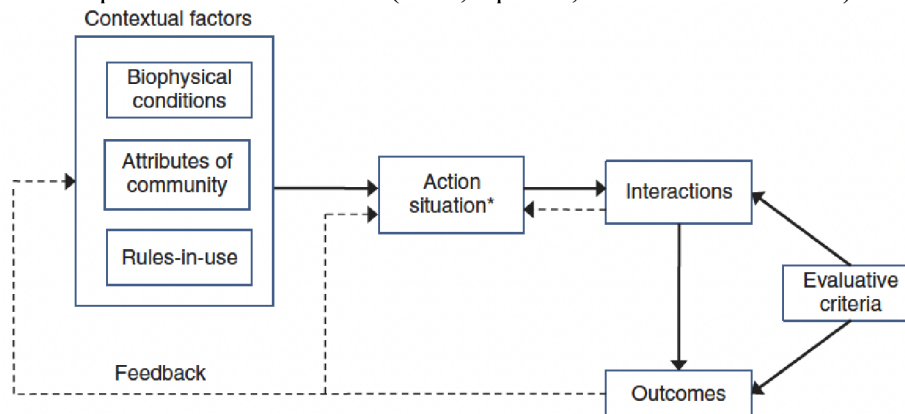 Contextual factors
Biophysical
conditions
Attributes of
community
Rules-in-use
Action
situation*
Interactions
Evaluative
criteria
Feedback
Outcomes